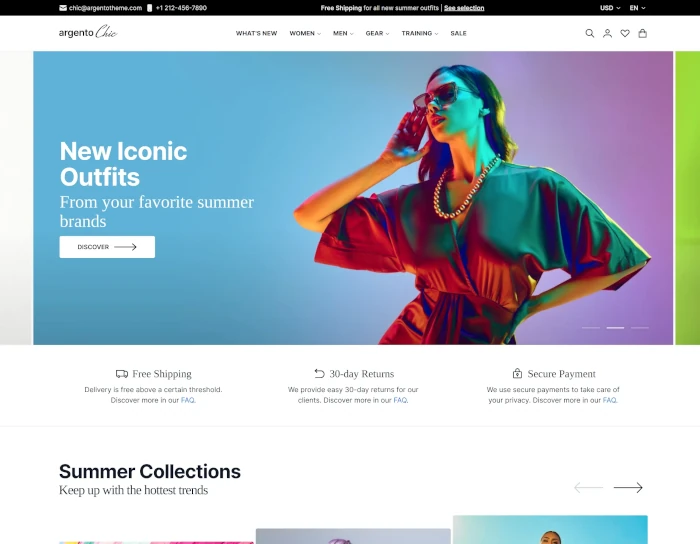 chic@argentotheme.com +1 212-456-7890 Free Shipping for all new summer outfits | See selection USD EN
argento Chic WHAT'S NEW WOMEN MEN GEAR TRAINING SALE
New Iconic
Outfits
From your favorite summer
brands
DISCOVER
Free Shipping
Delivery is free above a certain threshold.
Discover more in our FAQ.
30-day Returns
We provide easy 30-day returns for our
clients. Discover more in our FAQ.
Secure Payment
We use secure payments to take care of
your privacy. Discover more in our FAQ.
Summer Collections
Keep up with the hottest trends